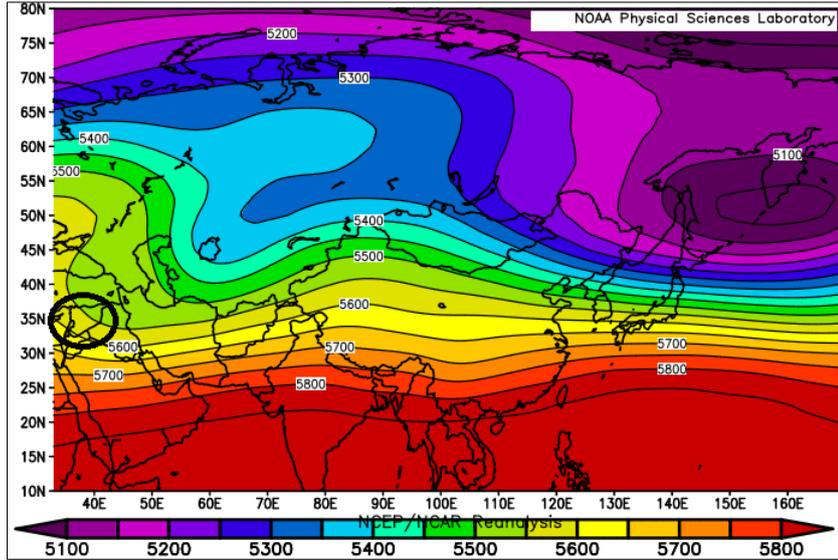 80N
NOAA Physical Sciences Laboratory
5200
75N
70N
5300
65N
5400
60N
5100
5500
55N
50N
5400
45N
5500
40N
5600
35N
5600
5700
5700
30N
5700
5800
25N
5800
20N
15N
10N
40E 50E 60E 70E 80E 90E 100E 110E 120E 130E 140E 150E 160E
NCEP/NCAR Reanalysis
5100 5200 5300 5400 5500 5600 5700 5800